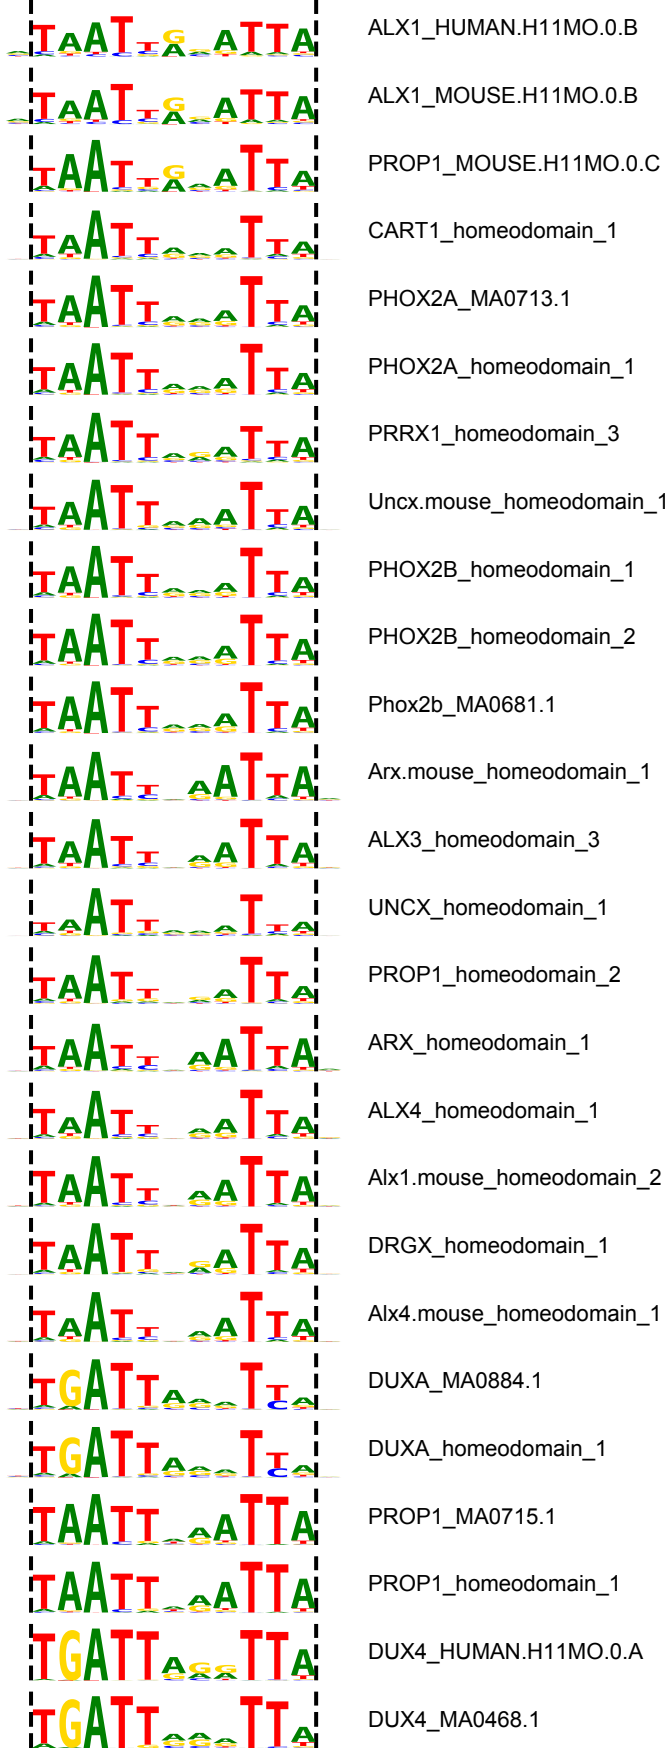 ALX1_HUMAN.H11MO.0.B
ALX1_MOUSE.H11MO.0.B
PROP1_MOUSE.H11MO.0.C
CART1_homeodomain_1
PHOX2A_MA0713.1
PHOX2A_homeodomain_1
PRRX1_homeodomain_3
Uncx.mouse_homeodomain_1
PHOX2B_homeodomain_1
PHOX2B_homeodomain_2
Phox2b_MA0681.1
Arx.mouse_homeodomain_1
ALX3_homeodomain_3
UNCX_homeodomain_1
PROP1_homeodomain_2
ARX_homeodomain_1
ALX4_homeodomain_1
Alx1.mouse_homeodomain_2
DRGX_homeodomain_1
Alx4.mouse_homeodomain_1
DUXA_MA0884.1
DUXA_homeodomain_1
PROP1_MA0715.1
PROP1_homeodomain_1
DUX4_HUMAN.H11MO.0.A
DUX4_MA0468.1